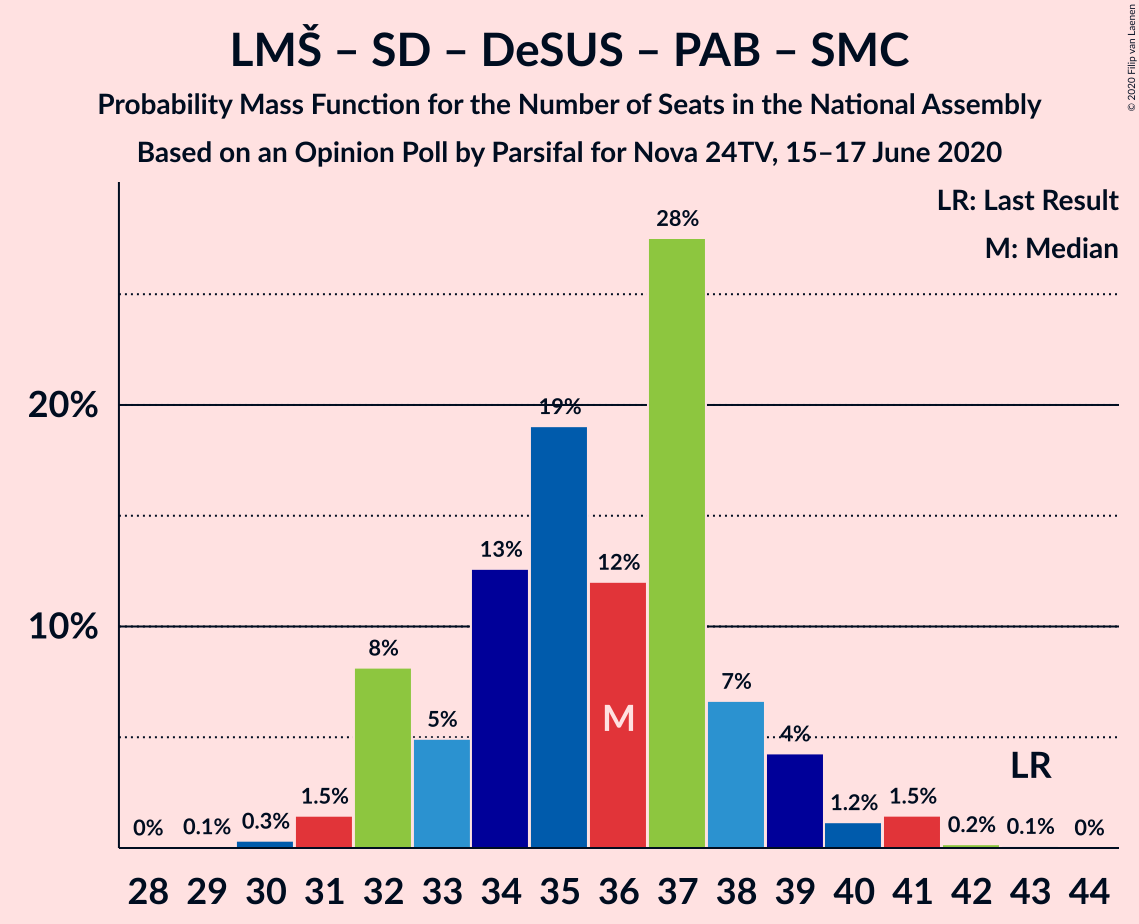 LMŠ – SD – DeSUS – PAB – SMC
Probability Mass Function for the Number of Seats in the National Assembly
Based on an Opinion Poll by Parsifal for Nova 24TV, 15–17 June 2020
© 2020 Filip van Laenen
LR: Last Result
M: Median
20%
10%
0%
0.1%
0.3%
1.5%
8%
5%
13%
19%
12%
28%
7%
4%
1.2%
1.5%
0.2%
0.1%
0%
M
LR
28 29 30 31 32 33 34 35 36 37 38 39 40 41 42 43 44